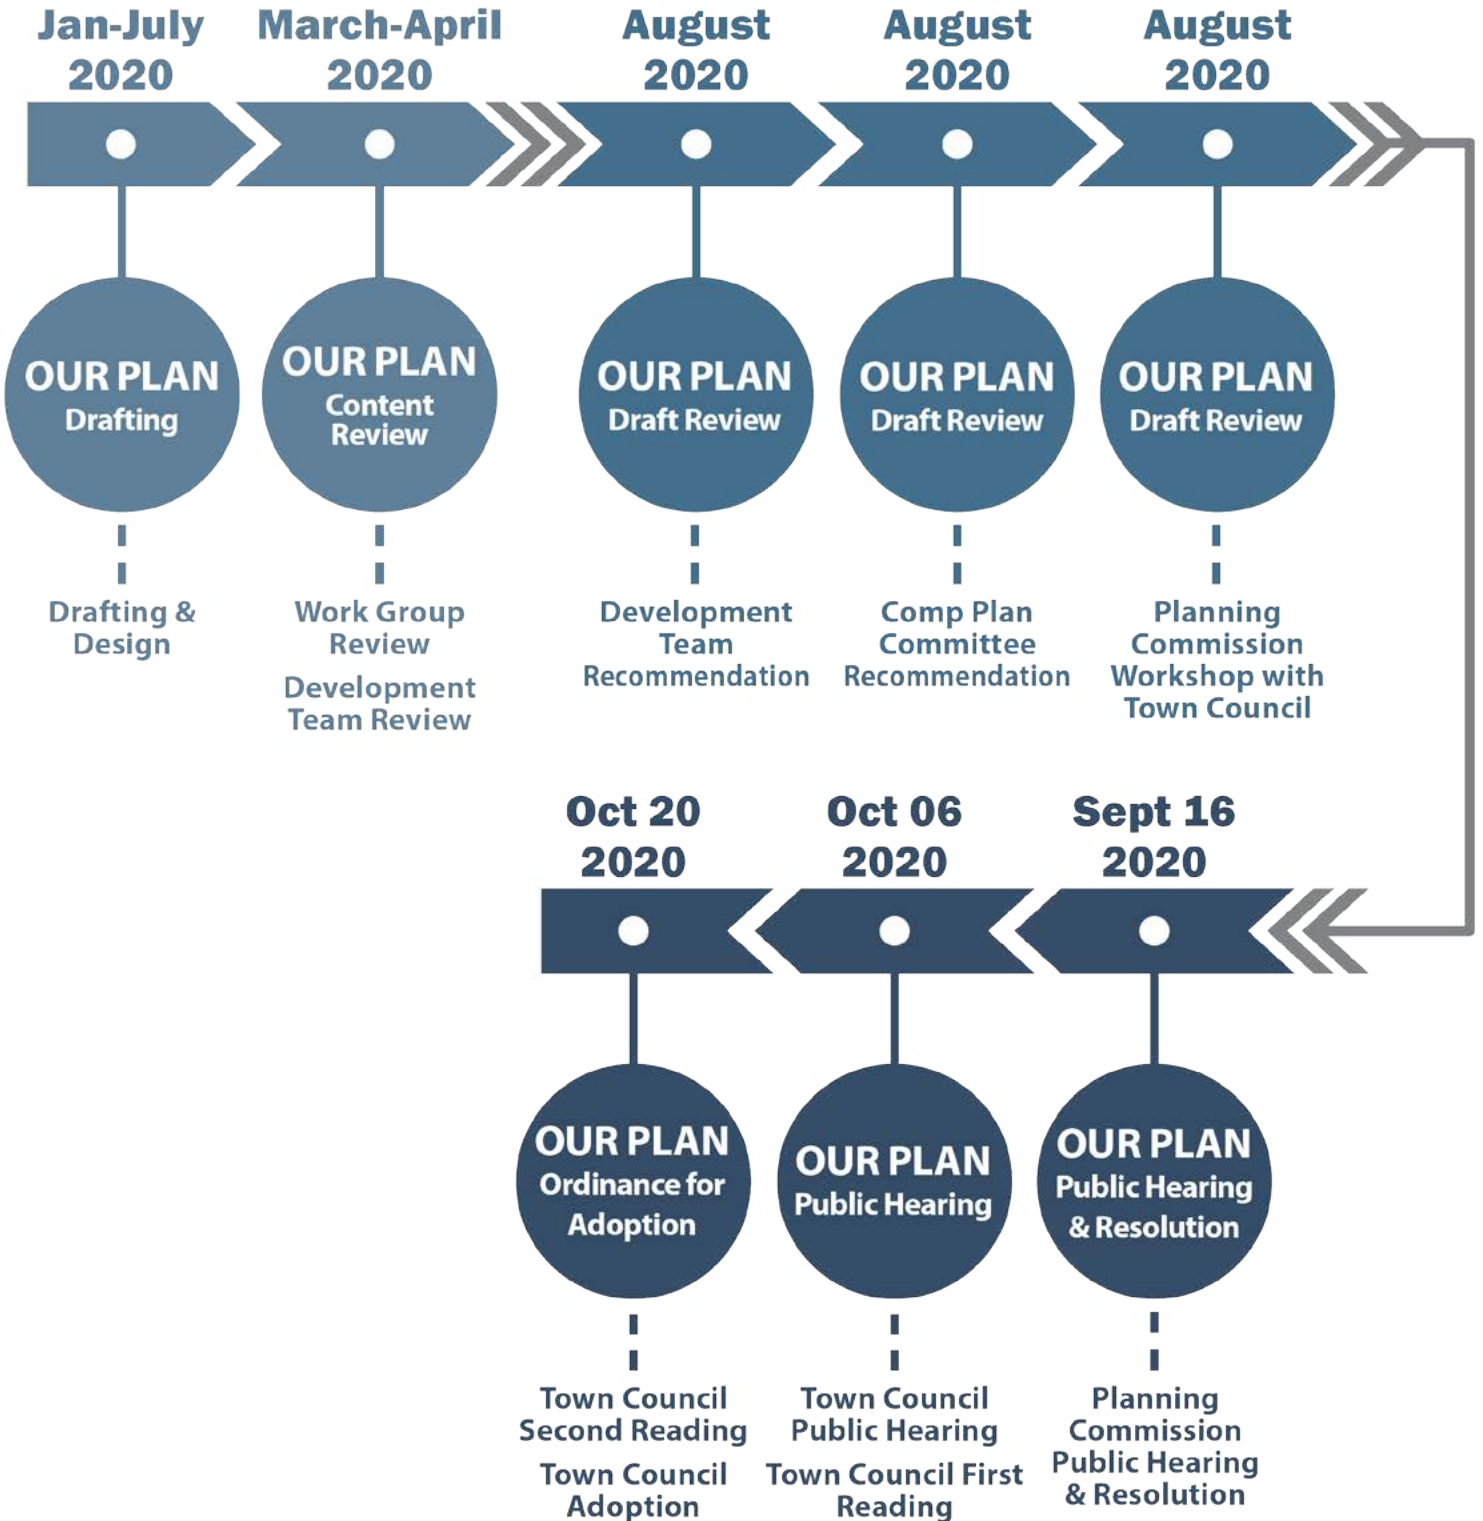 Jan-July
2020
March-April
2020
August
2020
August
2020
August
2020
OUR PLAN
Drafting
OUR PLAN
Content
Review
OUR PLAN
Draft Review
OUR PLAN
Draft Review
OUR PLAN
Draft Review
Drafting &
Design
Work Group
Review
Development
Team Review
Development
Team
Recommendation
Comp Plan
Committee
Recommendation
Planning
Commission
Workshop with
Town Council
Oct 20
2020
Oct 06
2020
Sept 16
2020
OUR PLAN
Ordinance for
Adoption
OUR PLAN
Public Hearing
OUR PLAN
Public Hearing
& Resolution
Town Council
Second Reading
Town Council
Adoption
Town Council
Public Hearing
Town Council First
Reading
Planning
Commission
Public Hearing
& Resolution